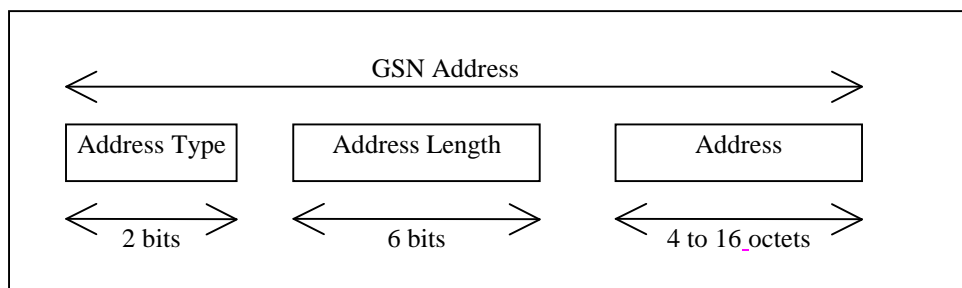 GSN Address
Address Type Address Length Address
2 bits 6 bits 4 to 16 octets